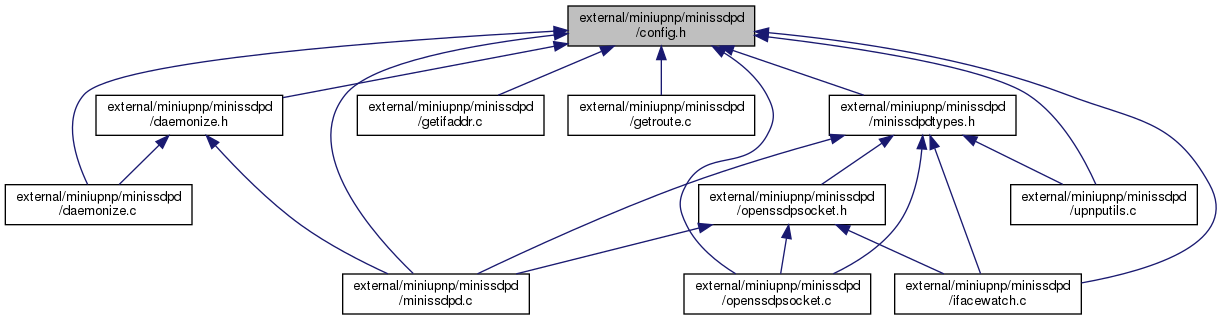 external/miniupnp/minissdpd
/config.h
external/miniupnp/minissdpd
/daemonize.h
external/miniupnp/minissdpd
/getifaddr.c
external/miniupnp/minissdpd
/getroute.c
external/miniupnp/minissdpd
/minissdpdtypes.h
external/miniupnp/minissdpd
/daemonize.c
external/miniupnp/minissdpd
/openssdpsocket.h
external/miniupnp/minissdpd
/upnputils.c
external/miniupnp/minissdpd
/minissdpd.c
external/miniupnp/minissdpd
/openssdpsocket.c
external/miniupnp/minissdpd
/ifacewatch.c